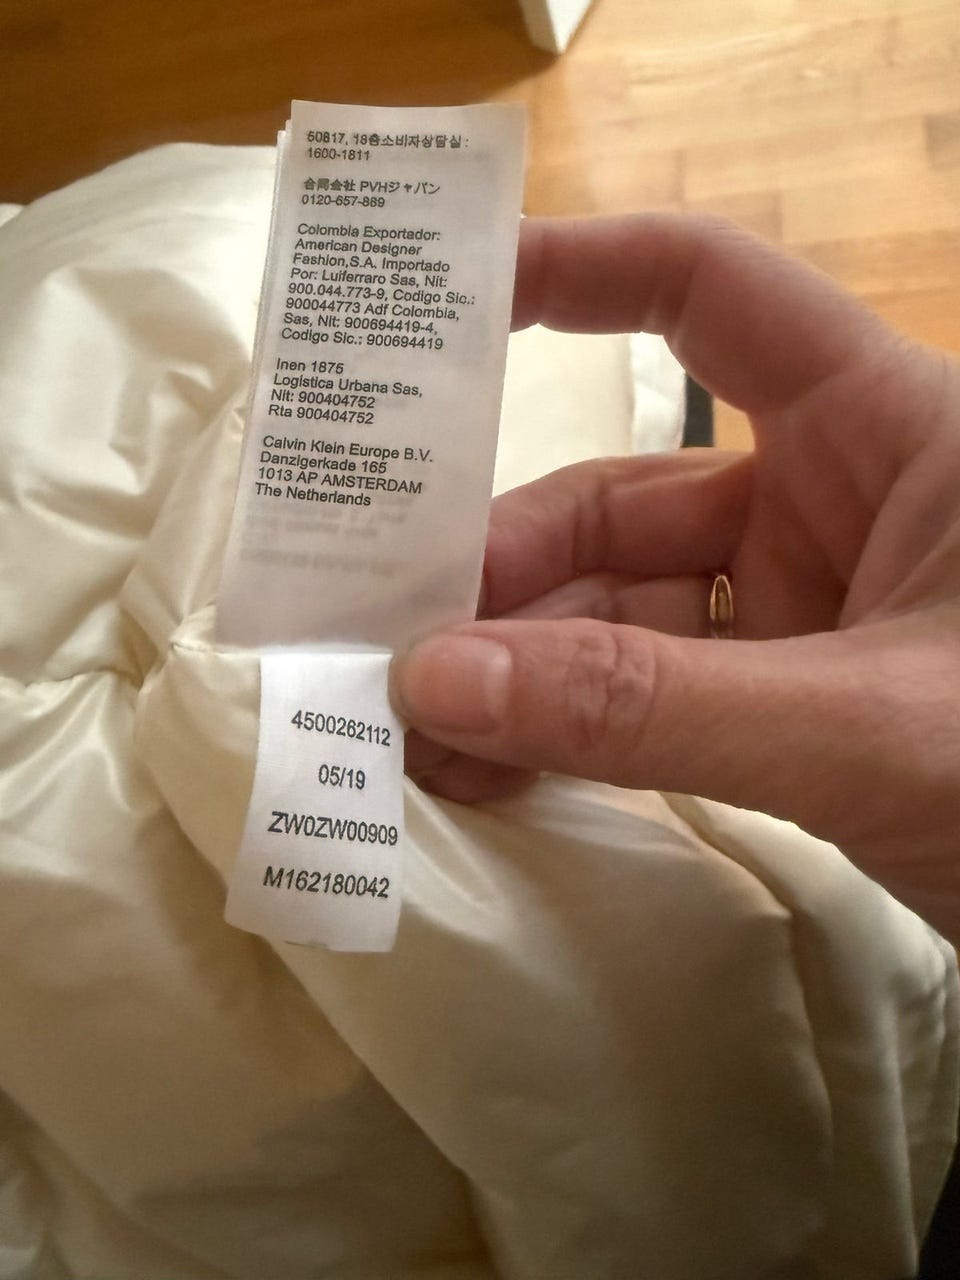 50817, 18층소비자상담실 :
1600-1811
合同会社 PVHジャパン
0120-657-889
Colombia Exportador:
American Designer
Fashion,S.A. Importado
Por: Luiferraro Sas, Nit:
900.044.773-9, Codigo Sic.:
900044773 Adf Colombia,
Sas, Nit: 900694419-4,
Codigo Sic.: 900694419
Inen 1875
Logistica Urbana Sas,
Nit: 900404752
Rta 900404752
Calvin Klein Europe B.V.
Danzigerkade 165
1013 AP AMSTERDAM
The Netherlands
4500262112
05/19
ZW0ZW00909
M162180042